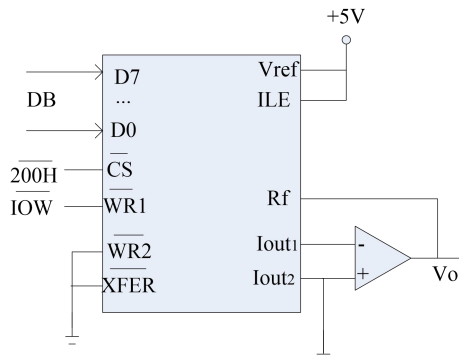 +5V
D7
Vref
DB
...
ILE
D0
200H
CS
IOW
WR1
Rf
WR2
Iout1
-
XFER
Iout2
+
Vo